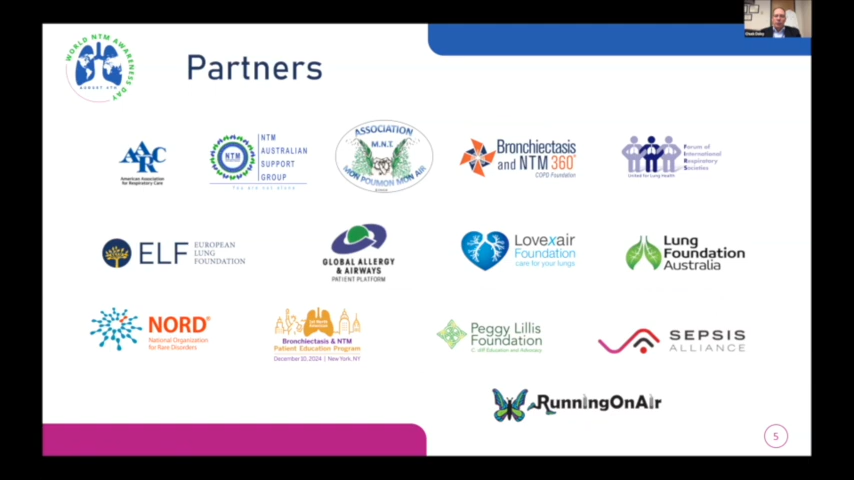 WORLD NTM AWARENESS DAY
AUGUST 4TH
Partners
AARC
American Association
for Respiratory Care
NTM
NTM
AUSTRALIAN
SUPPORT
GROUP
You are not alone
ASSOCIATION
M.N.T.
MON POUMON MON AIR
Bronchiectasis
and NTM 360°
COPD Foundation
Forum of
International
Respiratory
Societies
United for Lung Health
ELF
EUROPEAN
LUNG
FOUNDATION
GLOBAL ALLERGY
& AIRWAYS
PATIENT PLATFORM
Lovexair
Foundation
care for your lungs
Lung
Foundation
Australia
NORD®
National Organization
for Rare Disorders
Bronchiectasis & NTM
Patient Education Program
December 10, 2024 | New York, NY
Peggy Lillis
Foundation
C. diff Education and Advocacy
SEPSIS
ALLIANCE
RunningOnAir
5